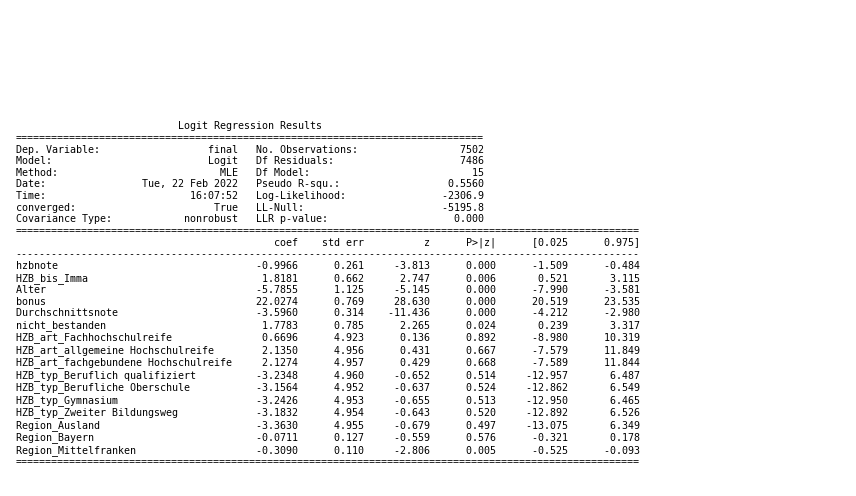 Logit Regression Results
==============================================================================
Dep. Variable:                  final   No. Observations:                 7502
Model:                          Logit   Df Residuals:                     7486
Method:                           MLE   Df Model:                           15
Date:                Tue, 22 Feb 2022   Pseudo R-squ.:                  0.5560
Time:                        16:07:52   Log-Likelihood:                -2306.9
converged:                       True   LL-Null:                       -5195.8
Covariance Type:            nonrobust   LLR p-value:                     0.000
========================================================================================================
                                           coef    std err          z      P>|z|      [0.025      0.975]
--------------------------------------------------------------------------------------------------------
hzbnote                                 -0.9966      0.261     -3.813      0.000      -1.509      -0.484
HZB_bis_Imma                             1.8181      0.662      2.747      0.006       0.521       3.115
Alter                                   -5.7855      1.125     -5.145      0.000      -7.990      -3.581
bonus                                   22.0274      0.769     28.630      0.000      20.519      23.535
Durchschnittsnote                       -3.5960      0.314    -11.436      0.000      -4.212      -2.980
nicht_bestanden                          1.7783      0.785      2.265      0.024       0.239       3.317
HZB_art_Fachhochschulreife               0.6696      4.923      0.136      0.892      -8.980      10.319
HZB_art_allgemeine Hochschulreife        2.1350      4.956      0.431      0.667      -7.579      11.849
HZB_art_fachgebundene Hochschulreife     2.1274      4.957      0.429      0.668      -7.589      11.844
HZB_typ_Beruflich qualifiziert          -3.2348      4.960     -0.652      0.514     -12.957       6.487
HZB_typ_Berufliche Oberschule           -3.1564      4.952     -0.637      0.524     -12.862       6.549
HZB_typ_Gymnasium                       -3.2426      4.953     -0.655      0.513     -12.950       6.465
HZB_typ_Zweiter Bildungsweg             -3.1832      4.954     -0.643      0.520     -12.892       6.526
Region_Ausland                          -3.3630      4.955     -0.679      0.497     -13.075       6.349
Region_Bayern                           -0.0711      0.127     -0.559      0.576      -0.321       0.178
Region_Mittelfranken                    -0.3090      0.110     -2.806      0.005      -0.525      -0.093
========================================================================================================